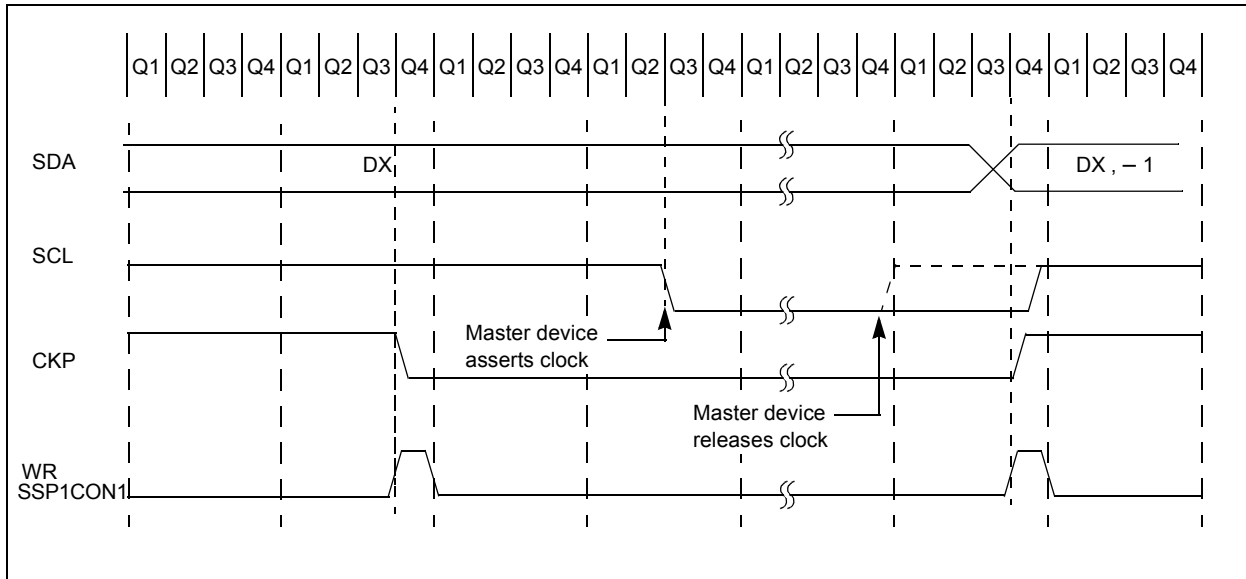 Q1 Q2 Q3 Q4 Q1 Q2 Q3 Q4 Q1 Q2 Q3 Q4 Q1 Q2 Q3 Q4 Q1 Q2 Q3 Q4 Q1 Q2 Q3 Q4 Q1 Q2 Q3 Q4
SDA
DX
DX , – 1
SCL
Master device
asserts clock
CKP
Master device
releases clock
WR
SSP1CON1